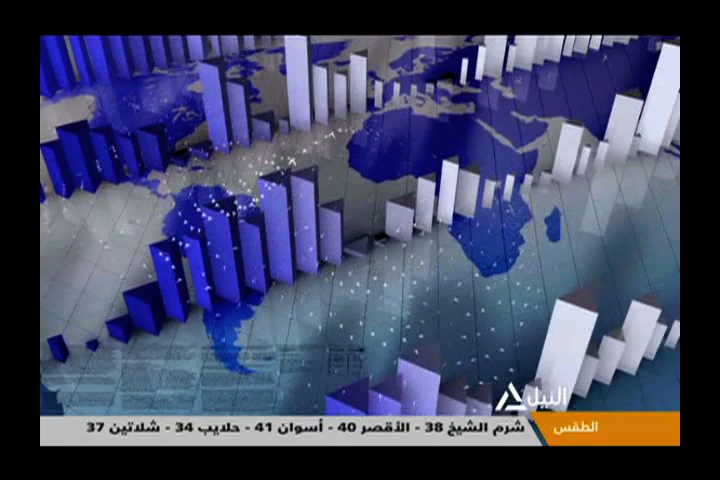 النيل
الطقس
شرم الشيخ 38 - الأقصر 40 - أسوان 41 - حلايب 34 - شلاتين 37